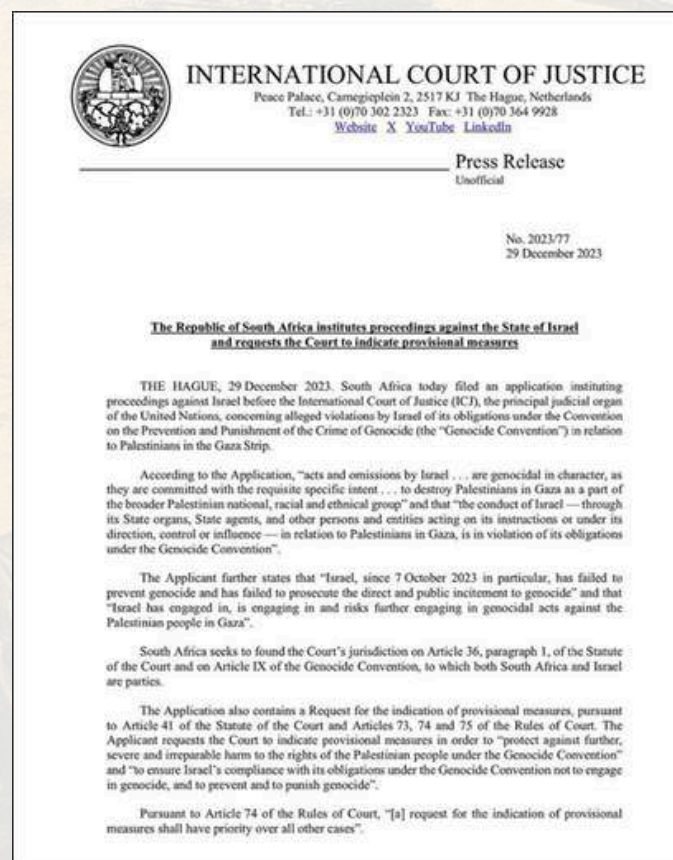 INTERNATIONAL COURT OF JUSTICE
Peace Palace, Carnegieplein 2, 2517 KJ The Hague, Netherlands
Tel.: +31 (0)70 302 2323 Fax: +31 (0)70 364 9928
Website X YouTube LinkedIn
Press Release
Unofficial
No. 2023/77
29 December 2023
The Republic of South Africa institutes proceedings against the State of Israel
and requests the Court to indicate provisional measures
THE HAGUE, 29 December 2023. South Africa today filed an application instituting
proceedings against Israel before the International Court of Justice (ICJ), the principal judicial organ
of the United Nations, concerning alleged violations by Israel of its obligations under the Convention
on the Prevention and Punishment of the Crime of Genocide (the “Genocide Convention”) in relation
to Palestinians in the Gaza Strip.
According to the Application, “acts and omissions by Israel . . . are genocidal in character, as
they are committed with the requisite specific intent . . . to destroy Palestinians in Gaza as a part of
the broader Palestinian national, racial and ethnical group” and that “the conduct of Israel — through
its State organs, State agents, and other persons and entities acting on its instructions or under its
direction, control or influence — in relation to Palestinians in Gaza, is in violation of its obligations
under the Genocide Convention”.
The Applicant further states that “Israel, since 7 October 2023 in particular, has failed to
prevent genocide and has failed to prosecute the direct and public incitement to genocide” and that
“Israel has engaged in, is engaging in and risks further engaging in genocidal acts against the
Palestinian people in Gaza”.
South Africa seeks to found the Court’s jurisdiction on Article 36, paragraph 1, of the Statute
of the Court and on Article IX of the Genocide Convention, to which both South Africa and Israel
are parties.
The Application also contains a Request for the indication of provisional measures, pursuant
to Article 41 of the Statute of the Court and Articles 73, 74 and 75 of the Rules of Court. The
Applicant requests the Court to indicate provisional measures in order to “protect against further,
severe and irreparable harm to the rights of the Palestinian people under the Genocide Convention”
and “to ensure Israel’s compliance with its obligations under the Genocide Convention not to engage
in genocide, and to prevent and to punish genocide”.
Pursuant to Article 74 of the Rules of Court, “[a] request for the indication of provisional
measures shall have priority over all other cases”.